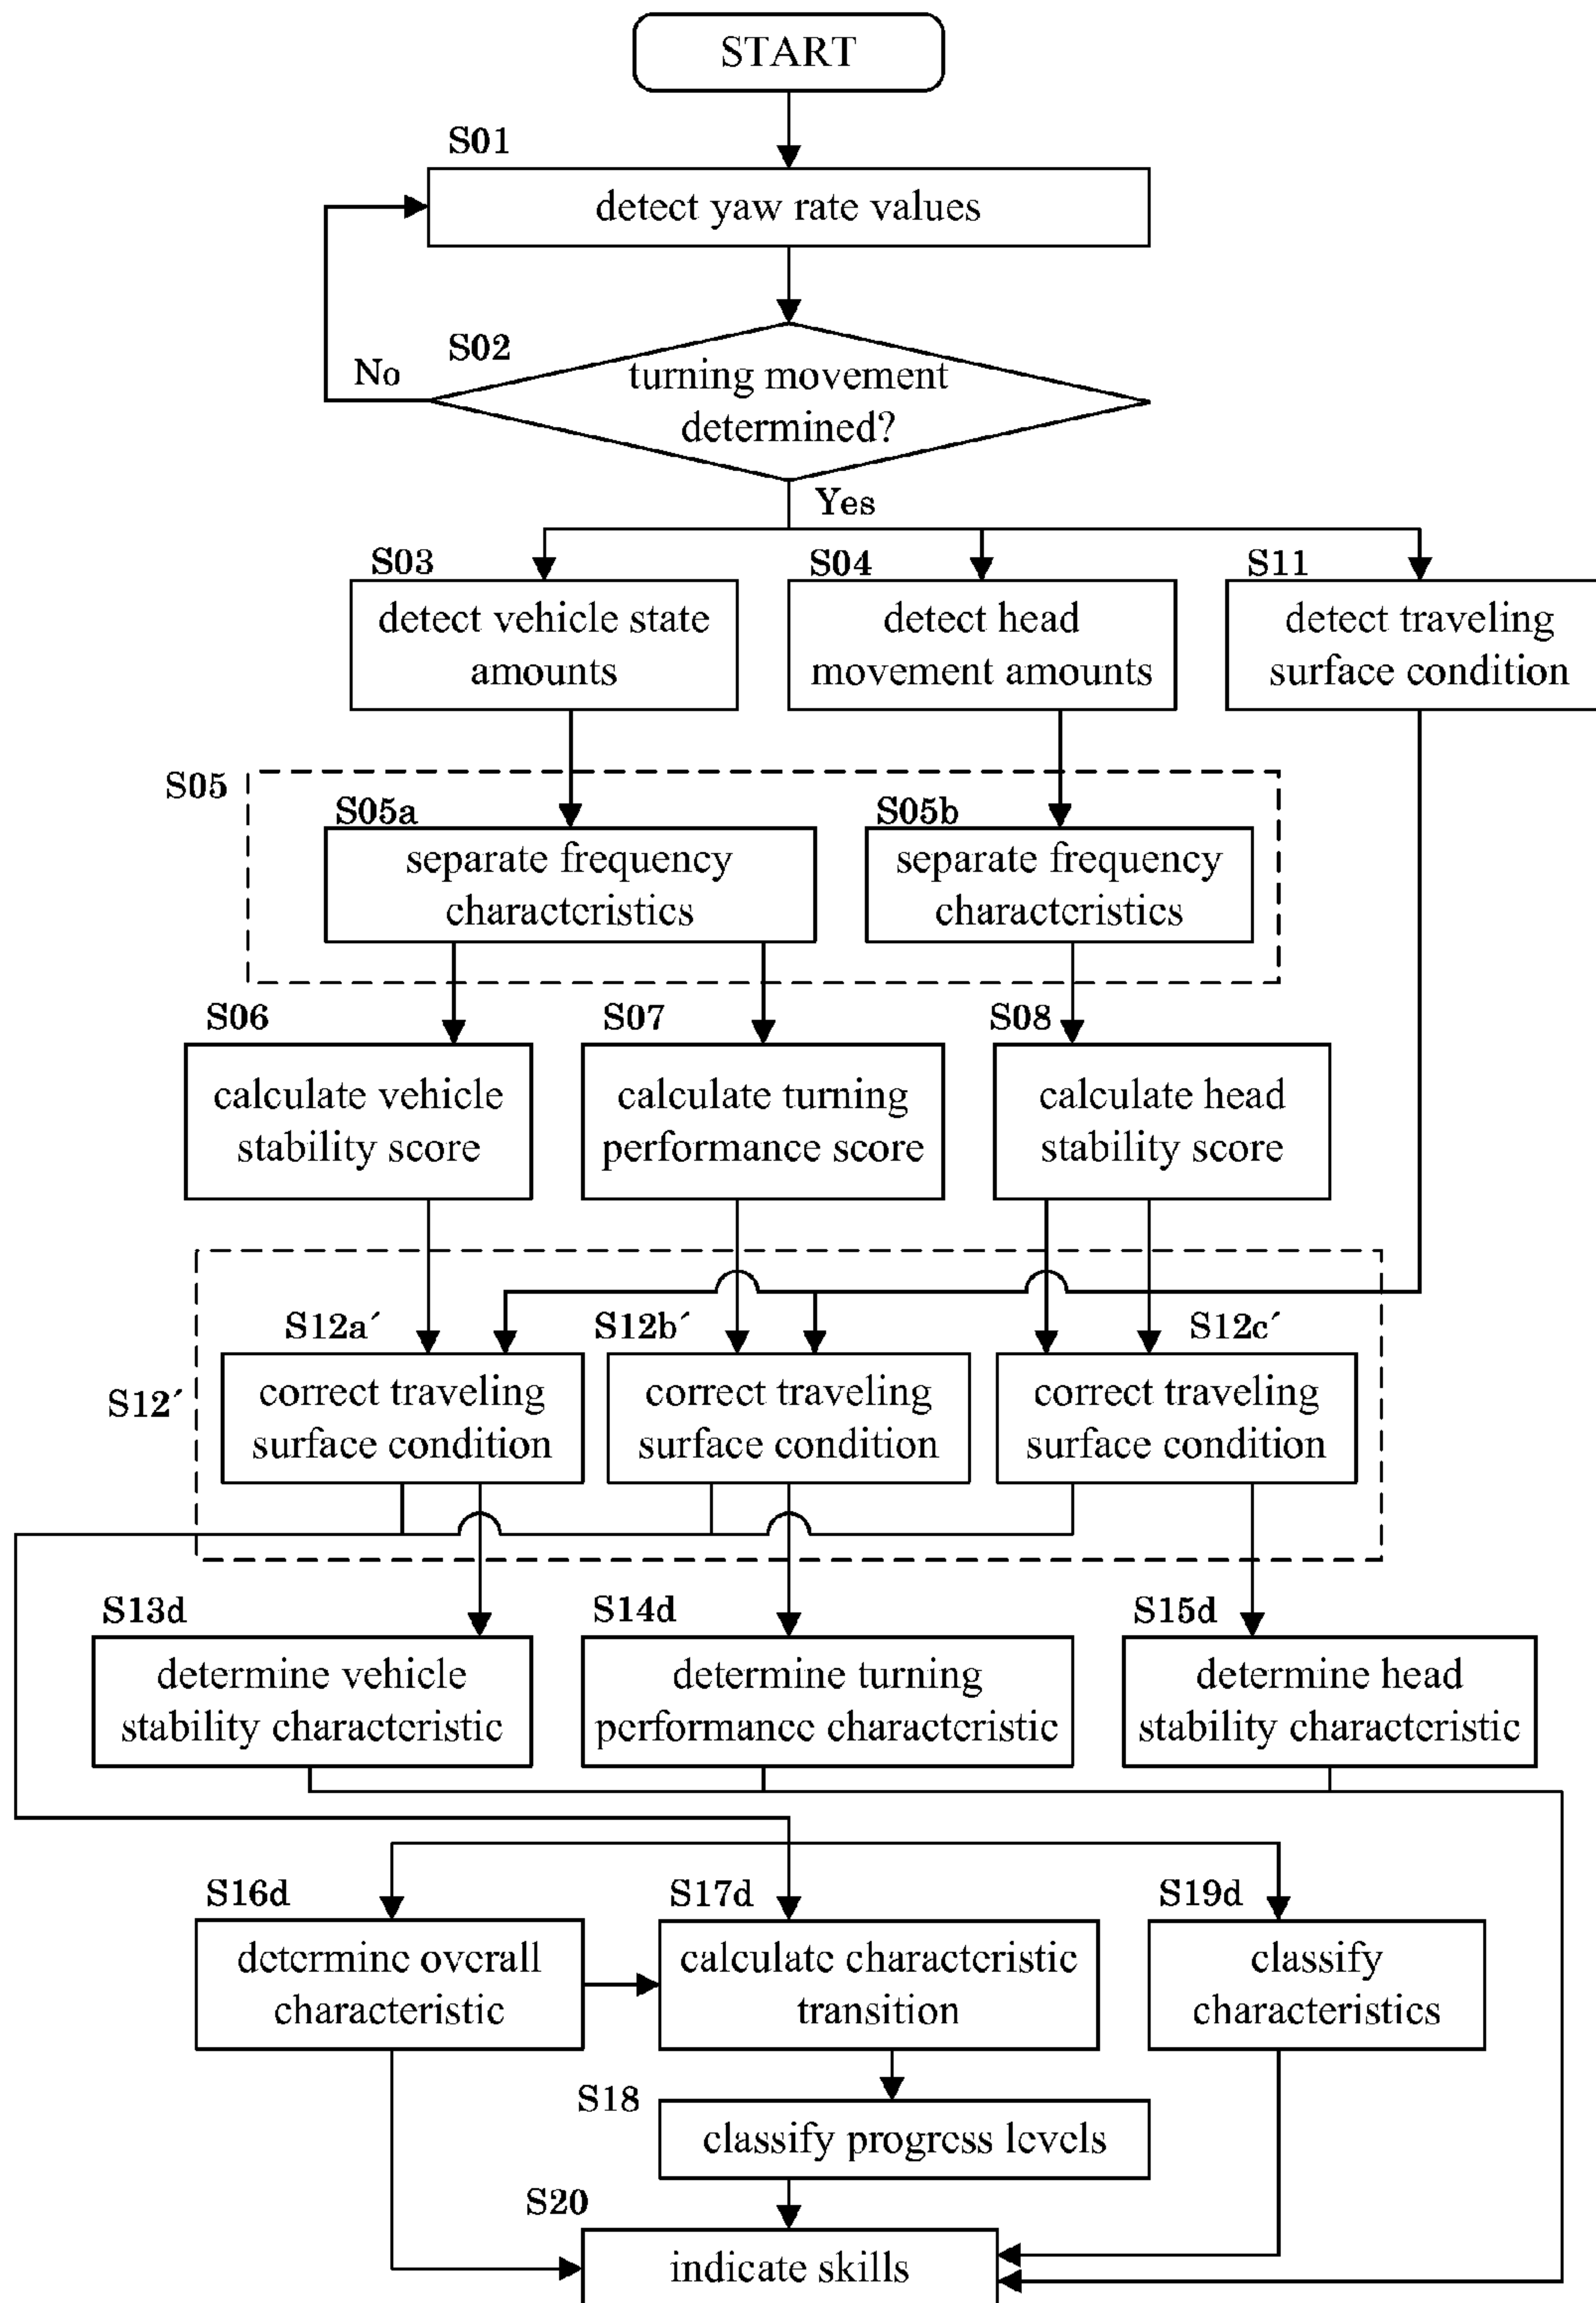 START
S01
detect yaw rate values
S02
No
turning movement
determined?
Yes
S03
detect vehicle state
amounts
S04
detect head
movement amounts
S11
detect traveling
surface condition
S05
S05a
separate frequency
characteristics
S05b
separate frequency
characteristics
S06
calculate vehicle
stability score
S07
calculate turning
performance score
S08
calculate head
stability score
S12´
S12a´
correct traveling
surface condition
S12b´
correct traveling
surface condition
S12c´
correct traveling
surface condition
S13d
determine vehicle
stability characteristic
S14d
determine turning
performance characteristic
S15d
determine head
stability characteristic
S16d
determine overall
characteristic
S17d
calculate characteristic
transition
S19d
classify
characteristics
S18
classify progress levels
S20
indicate skills